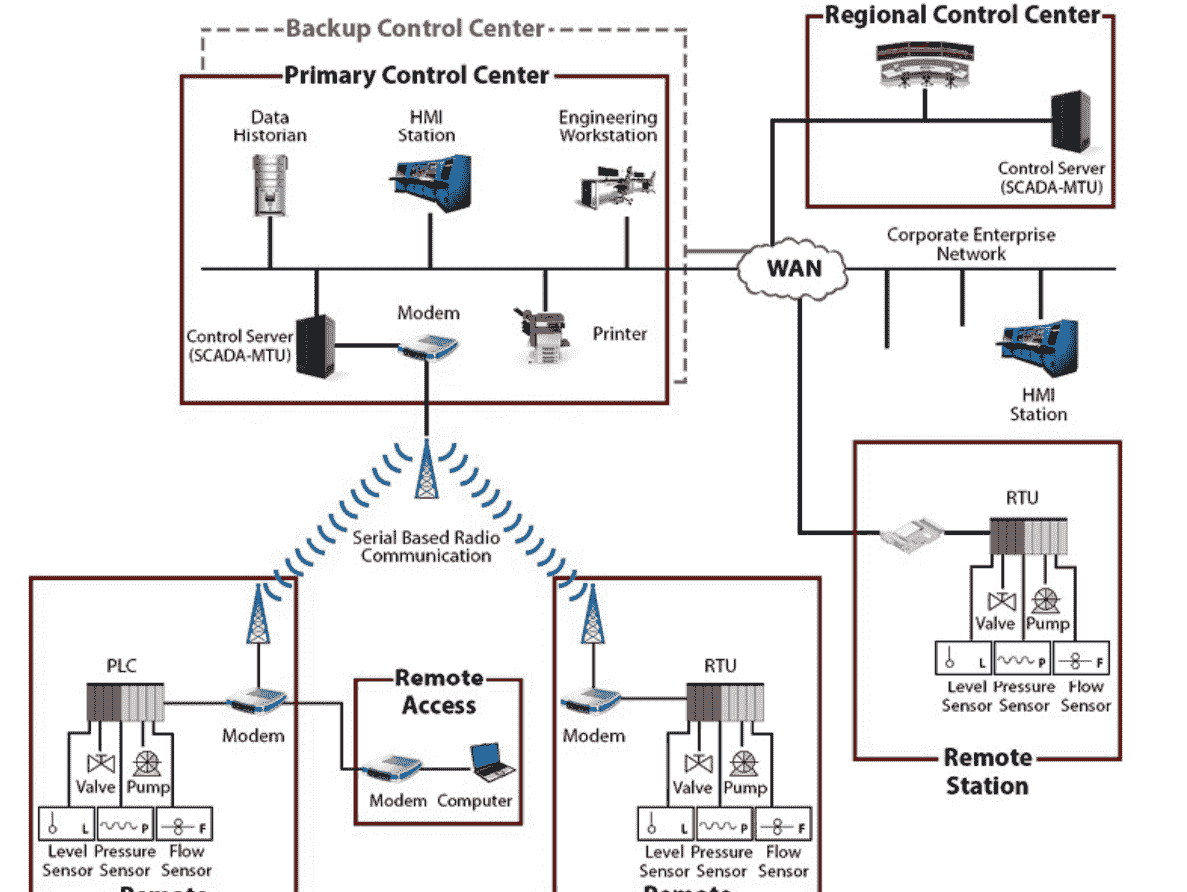 Backup Control Center
Regional Control Center
Primary Control Center
Data
Historian
HMI
Station
Engineering
Workstation
Control Server
(SCADA-MTU)
Corporate Enterprise
Network
WAN
Modem
Control Server
(SCADA-MTU)
Printer
HMI
Station
RTU
Serial Based Radio
Communication
Valve Pump
L P F
Level Pressure Flow
Sensor Sensor Sensor
Remote
Station
PLC
Modem
Valve Pump
L P F
Level Pressure Flow
Sensor Sensor Sensor
Remote
Remote
Access
Modem Computer
RTU
Modem
Valve Pump
L P F
Level Pressure Flow
Sensor Sensor Sensor
Remote